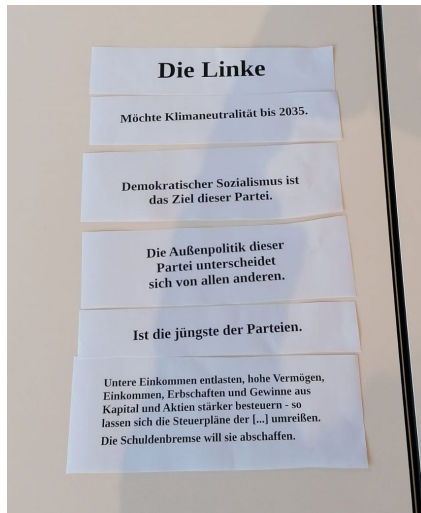 Die Linke
Möchte Klimaneutralität bis 2035.
Demokratischer Sozialismus ist
das Ziel dieser Partei.
Die Außenpolitik dieser
Partei unterscheidet
sich von allen anderen.
Ist die jüngste der Parteien.
Untere Einkommen entlasten, hohe Vermögen,
Einkommen, Erbschaften und Gewinne aus
Kapital und Aktien stärker besteuern - so
lassen sich die Steuerpläne der [...] umreißen.
Die Schuldenbremse will sie abschaffen.